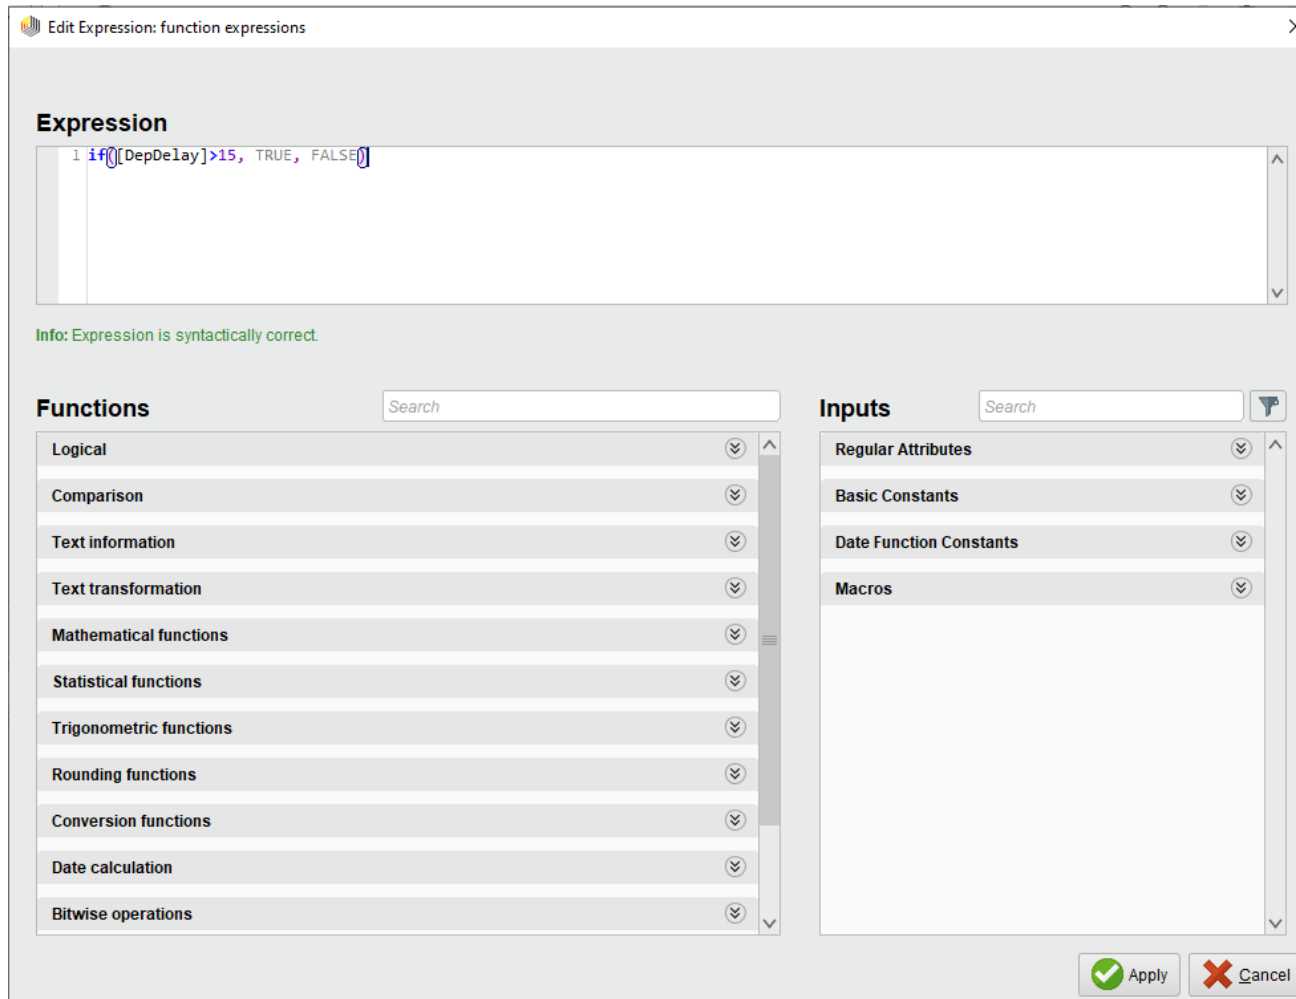 Edit Expression: function expressions
Expression
1 if([DepDelay]>15, TRUE, FALSE)
Info: Expression is syntactically correct.
Functions
Search
Inputs
Search
Logical
Regular Attributes
Comparison
Basic Constants
Text information
Date Function Constants
Text transformation
Macros
Mathematical functions
Statistical functions
Trigonometric functions
Rounding functions
Conversion functions
Date calculation
Bitwise operations
Apply
Cancel